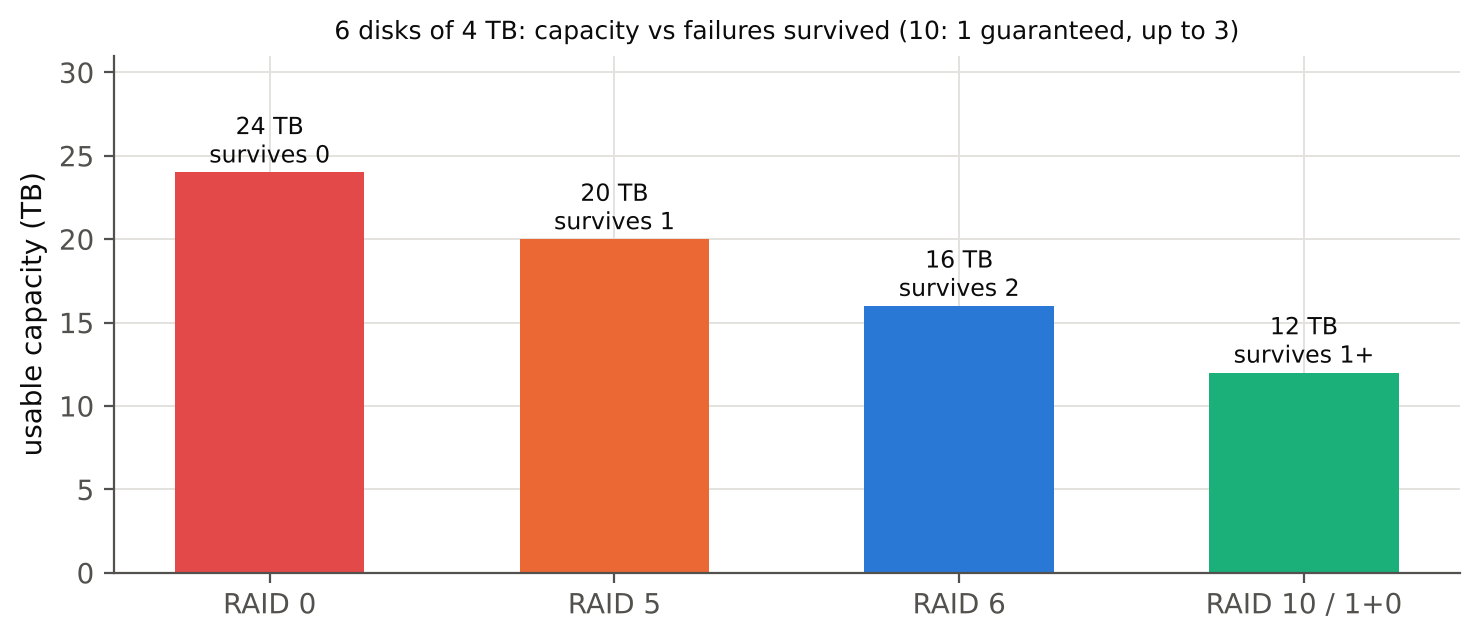 6 disks of 4 TB: capacity vs failures survived (10: 1 guaranteed, up to 3)
usable capacity (TB)
30
25
20
15
10
5
0
24 TB
survives 0
20 TB
survives 1
16 TB
survives 2
12 TB
survives 1+
RAID 0
RAID 5
RAID 6
RAID 10 / 1+0